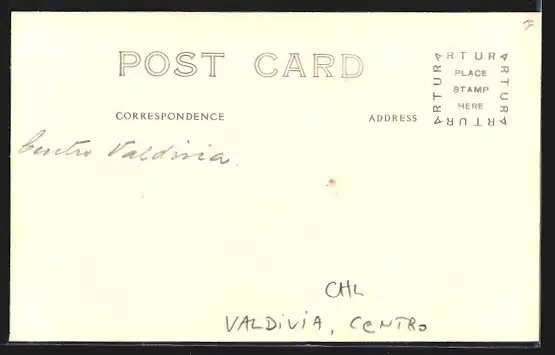 POST CARD
CORRESPONDENCE
ADDRESS
ARTURA
ARTURA
ARTURA
ARTURA
PLACE
STAMP
HERE
Centro Valdivia.
CHL
VALDIVIA, CENTRO